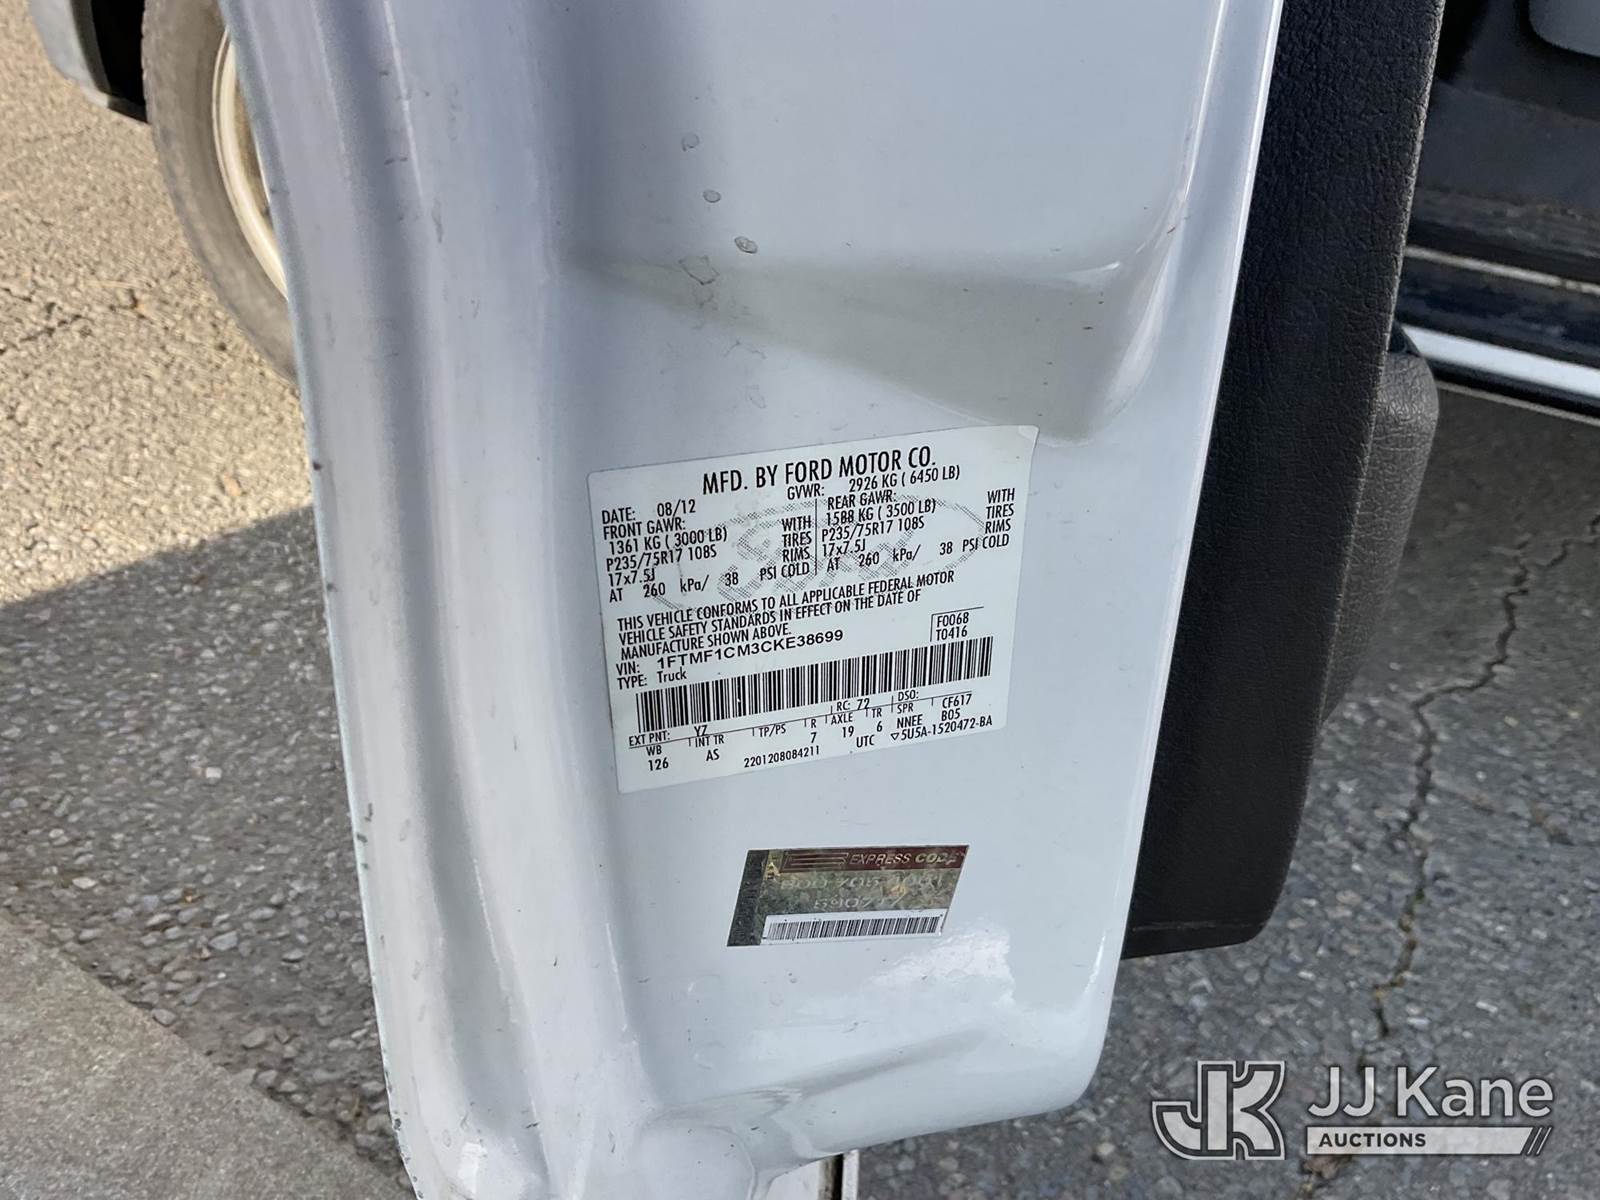 MFD. BY FORD MOTOR CO.
DATE: 08/12 GVWR: 2926 KG ( 6450 LB)
FRONT GAWR: REAR GAWR:
1361 KG ( 3000 LB) WITH 1588 KG ( 3500 LB) WITH
P235/75R17 108S TIRES P235/75R17 108S TIRES
17x7.5J RIMS 17x7.5J RIMS
AT 260 kPa/ 38 PSI COLD AT 260 kPa/ 38 PSI COLD
THIS VEHICLE CONFORMS TO ALL APPLICABLE FEDERAL MOTOR
VEHICLE SAFETY STANDARDS IN EFFECT ON THE DATE OF
MANUFACTURE SHOWN ABOVE.
VIN: 1FTMF1CM3CKE38699 F0068
TYPE: Truck T0416
EXT PNT: YZ RC: 72 DSO:
WB INT TR TP/PS R AXLE TR SPR CF617
126 AS 7 19 6 NNEE B05
2201208084211 UTC ▽5U5A-1520472-BA
EXPRESS CODE
JK JJ Kane
AUCTIONS